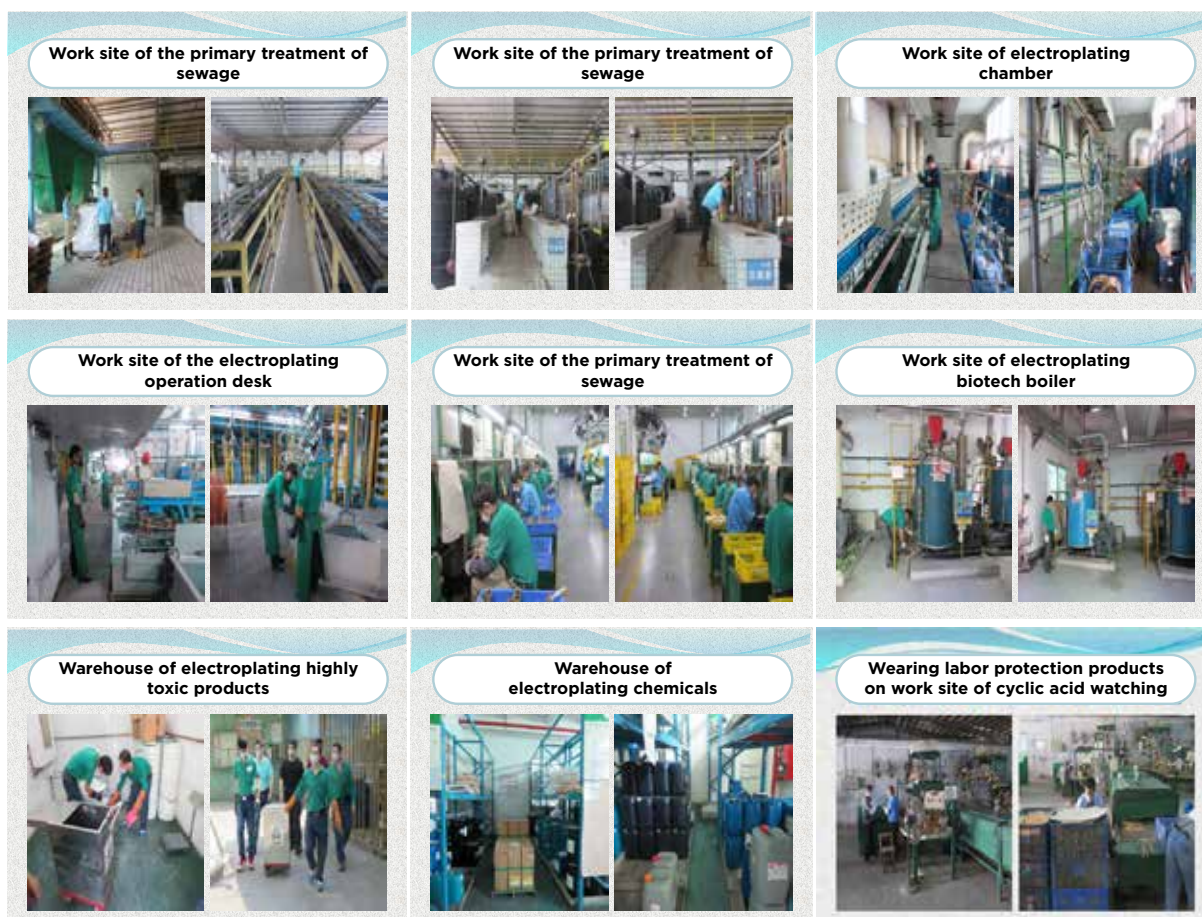 Work site of the primary treatment of
sewage
Work site of the primary treatment of
sewage
Work site of electroplating
chamber
Work site of the electroplating
operation desk
Work site of the primary treatment of
sewage
Work site of electroplating
biotech boiler
Warehouse of electroplating highly
toxic products
Warehouse of
electroplating chemicals
Wearing labor protection products
on work site of cyclic acid watching